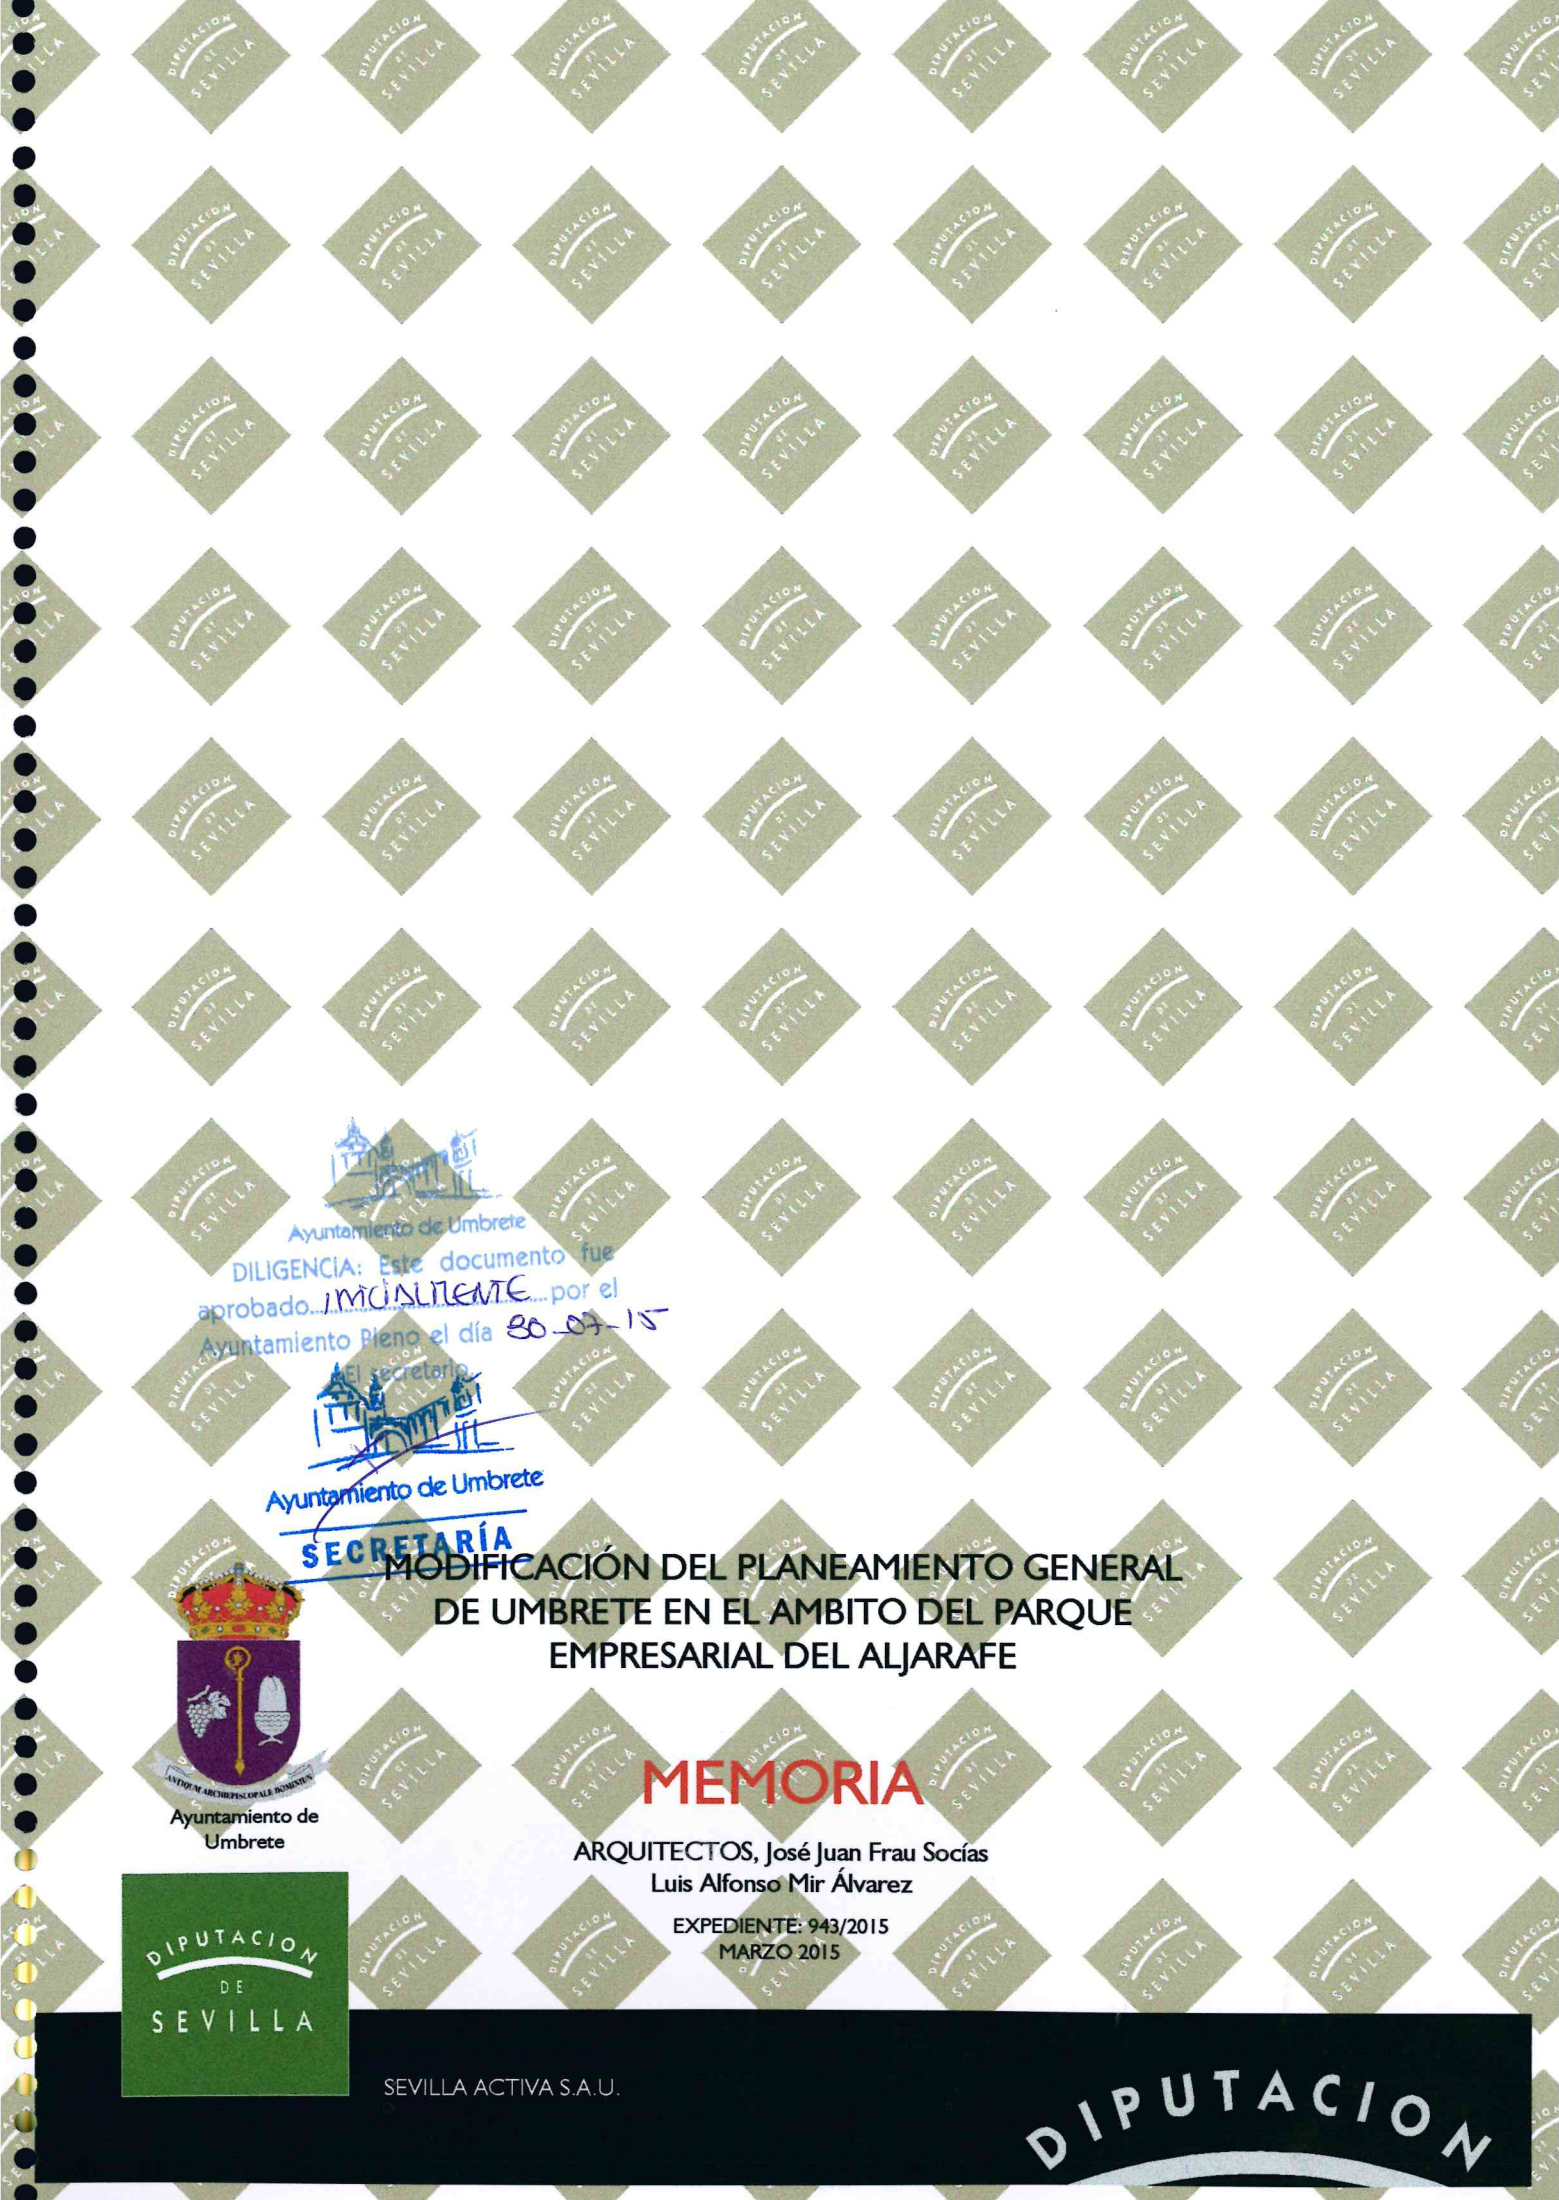 Ayuntamiento de Umbrete
DILIGENCIA: Este documento fue
aprobado INICIALMENTE por el
Ayuntamiento Pleno el día 30-07-15
El secretario
Ayuntamiento de Umbrete
SECRETARÍA
MODIFICACIÓN DEL PLANEAMIENTO GENERAL
DE UMBRETE EN EL AMBITO DEL PARQUE
EMPRESARIAL DEL ALJARAFE
ANTIQUM ARCHIEPISCOPALE DOMINIUN
Ayuntamiento de
Umbrete
MEMORIA
ARQUITECTOS, José Juan Frau Socías
Luis Alfonso Mir Álvarez
EXPEDIENTE: 943/2015
MARZO 2015
DIPUTACION
DE
SEVILLA
SEVILLA ACTIVA S.A.U.
DIPUTACION